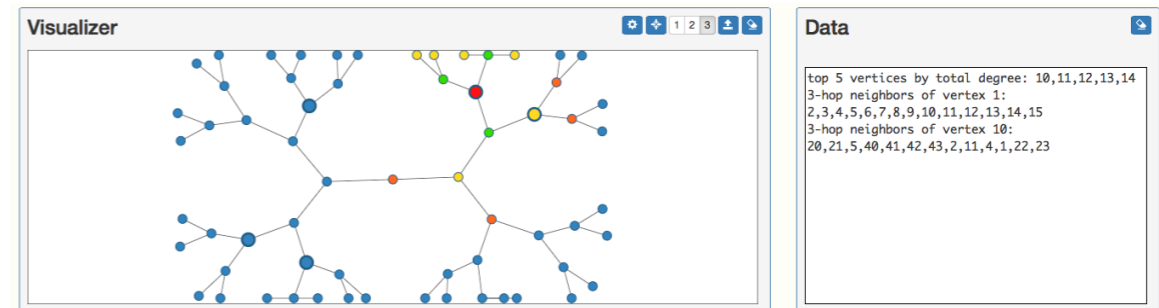 Visualizer
1 2 3
Data
top 5 vertices by total degree: 10,11,12,13,14
3-hop neighbors of vertex 1:
2,3,4,5,6,7,8,9,10,11,12,13,14,15
3-hop neighbors of vertex 10:
20,21,5,40,41,42,43,2,11,4,1,22,23